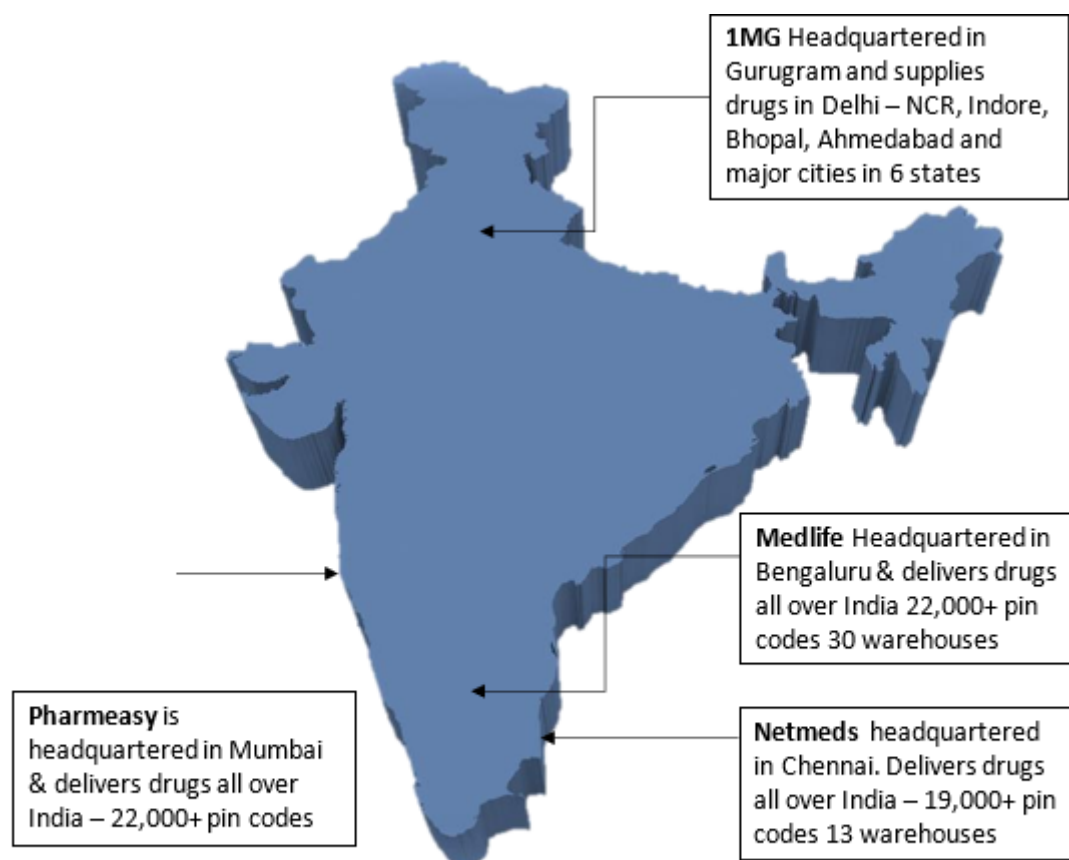 1MG Headquartered in
Gurugram and supplies
drugs in Delhi – NCR, Indore,
Bhopal, Ahmedabad and
major cities in 6 states
Medlife Headquartered in
Bengaluru & delivers drugs
all over India 22,000+ pin
codes 30 warehouses
Pharmeasy is
headquartered in Mumbai
& delivers drugs all over
India – 22,000+ pin codes
Netmeds headquartered
in Chennai. Delivers drugs
all over India – 19,000+ pin
codes 13 warehouses